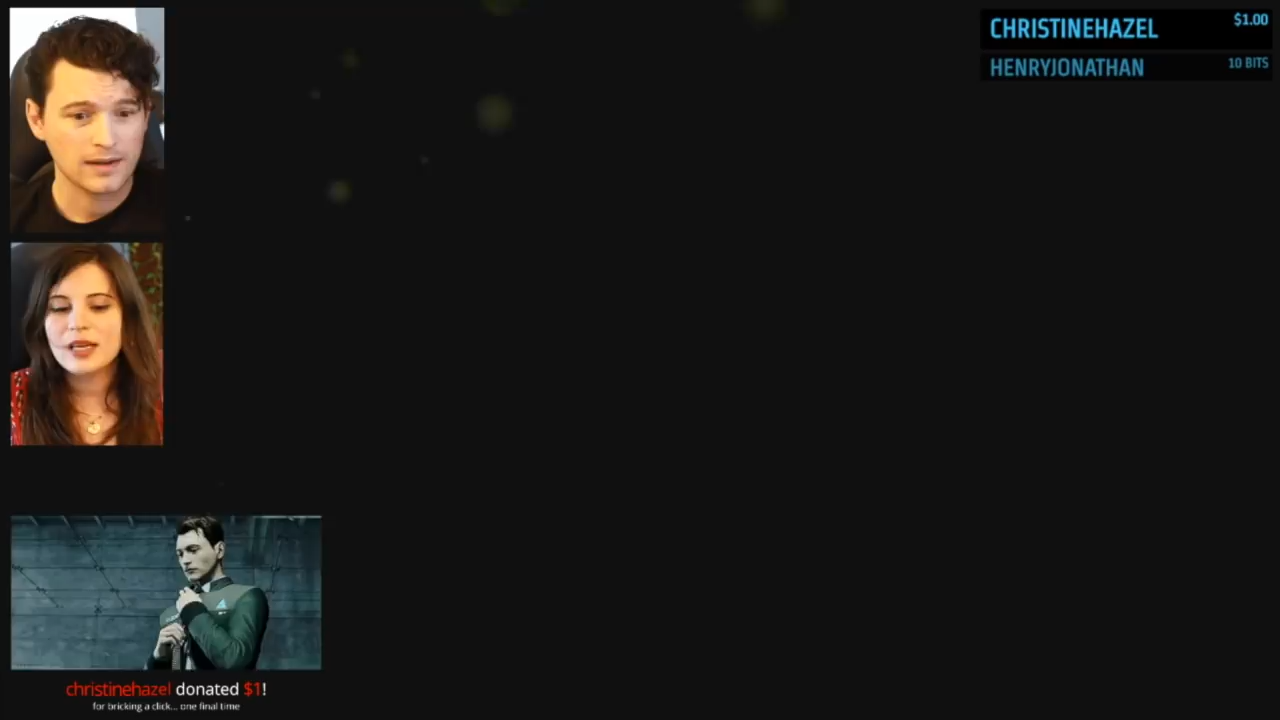 CHRISTINEHAZEL $1.00
HENRYJONATHAN 10 BITS
christinehazel donated $1!
for bricking a click... one final time